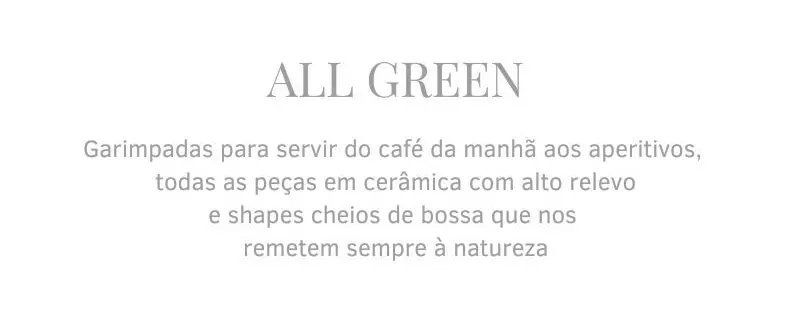 ALL GREEN
Garimpadas para servir do café da manhã aos aperitivos,
todas as peças em cerâmica com alto relevo
e shapes cheios de bossa que nos
remetem sempre à natureza